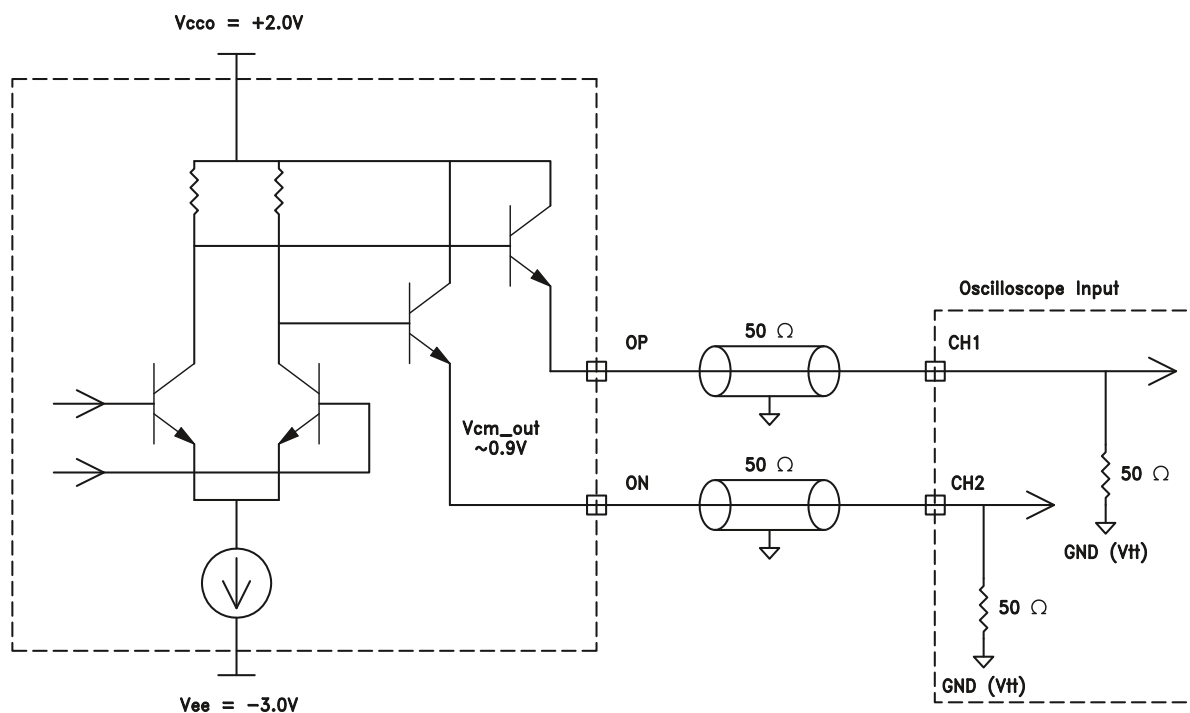 Vcco = +2.0V
Oscilloscope Input
OP
50 Ω
CH1
Vcm_out
~0.9V
50 Ω
ON
CH2
50 Ω
GND (Vtt)
50 Ω
GND (Vtt)
Vee = -3.0V